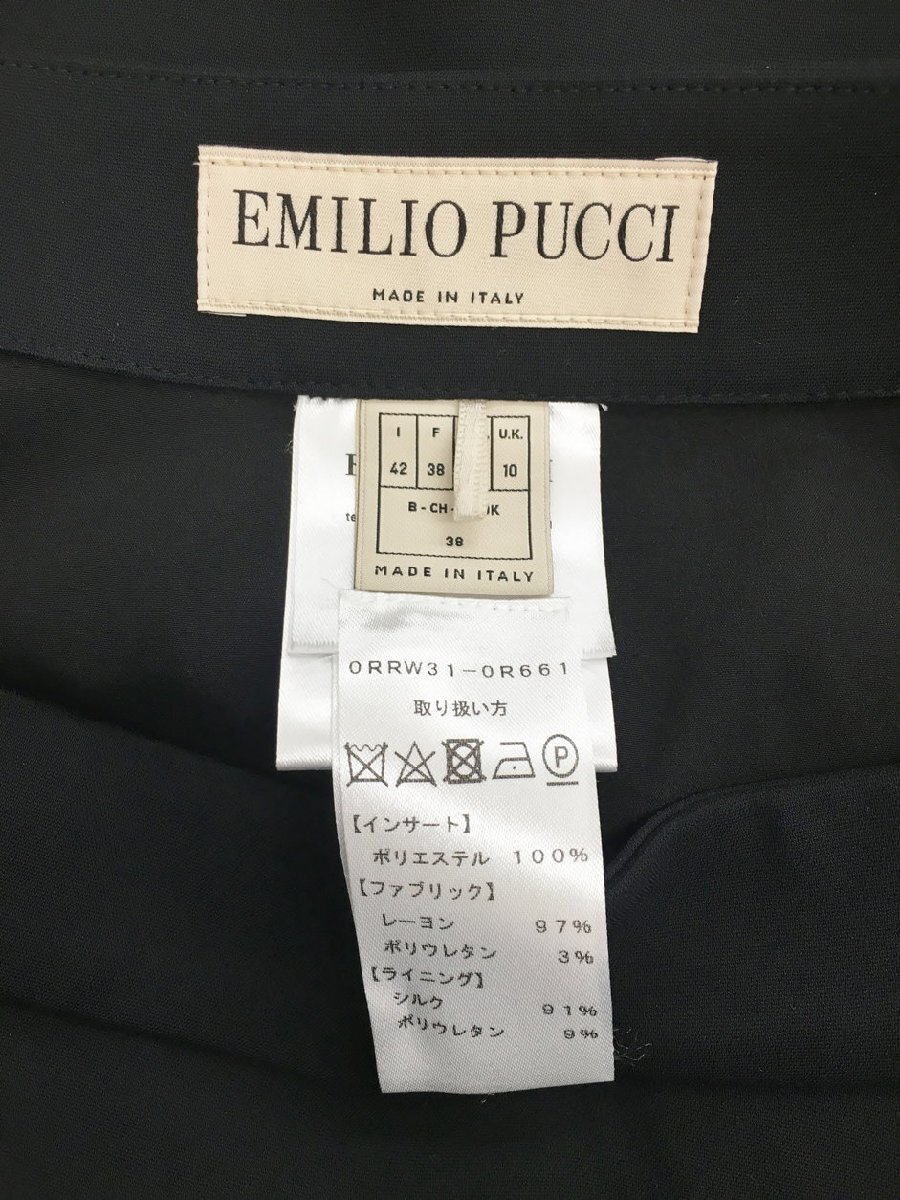 EMILIO PUCCI
MADE IN ITALY
I F U.K.
42 38 10
B-CH-
38
MADE IN ITALY
0RRW31-0R661
取り扱い方
P
【インサート】
ポリエステル 100%
【ファブリック】
レーヨン 97%
ポリウレタン 3%
【ライニング】
シルク 91%
ポリウレタン 9%